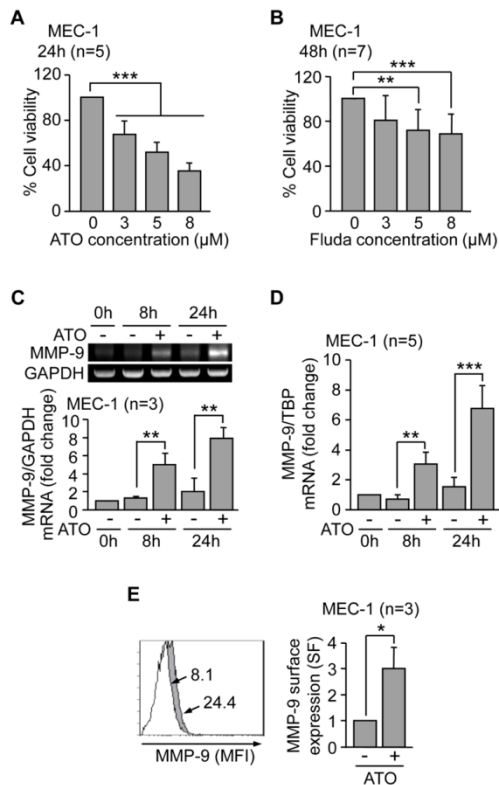 A
MEC-1
24h (n=5)
***
% Cell viability
120
80
40
0
0 3 5 8
ATO concentration (µM)
B
MEC-1
48h (n=7)
***
**
% Cell viability
120
80
40
0
0 3 5 8
Fluda concentration (µM)
C
0h 8h 24h
ATO - - + - +
MMP-9
GAPDH
MEC-1 (n=3)
MMP-9/GAPDH
mRNA (fold change)
10
8
6
4
2
1
0
**
**
ATO - - + - +
0h 8h 24h
D
MEC-1 (n=5)
MMP-9/TBP
mRNA (fold change)
10
8
6
4
2
1
0
**
***
ATO - - + - +
0h 8h 24h
E
8.1
24.4
MMP-9 (MFI)
MEC-1 (n=3)
MMP-9 surface
expression (SF)
5
4
3
2
1
0
*
- +
ATO